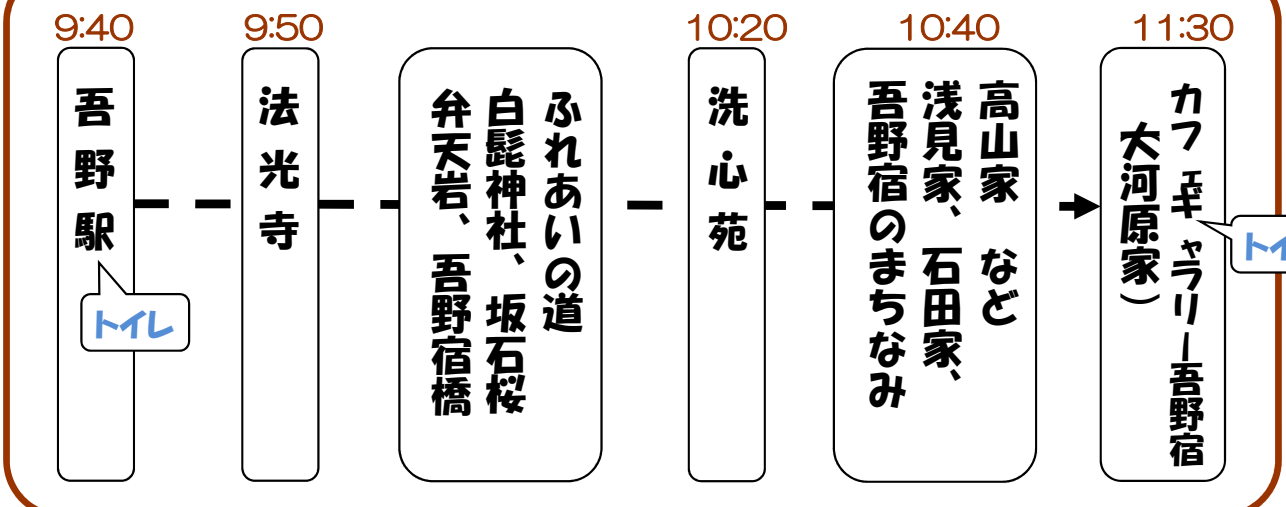 9:40
吾野駅
トイレ
9:50
法光寺
ふれあいの道
白髭神社、坂石桜
弁天岩、吾野宿橋
10:20
洗心苑
10:40
高山家 など
浅見家、石田家、
吾野宿のまちなみ
11:30
カフェギャラリー吾野宿
大河原家)
トイ